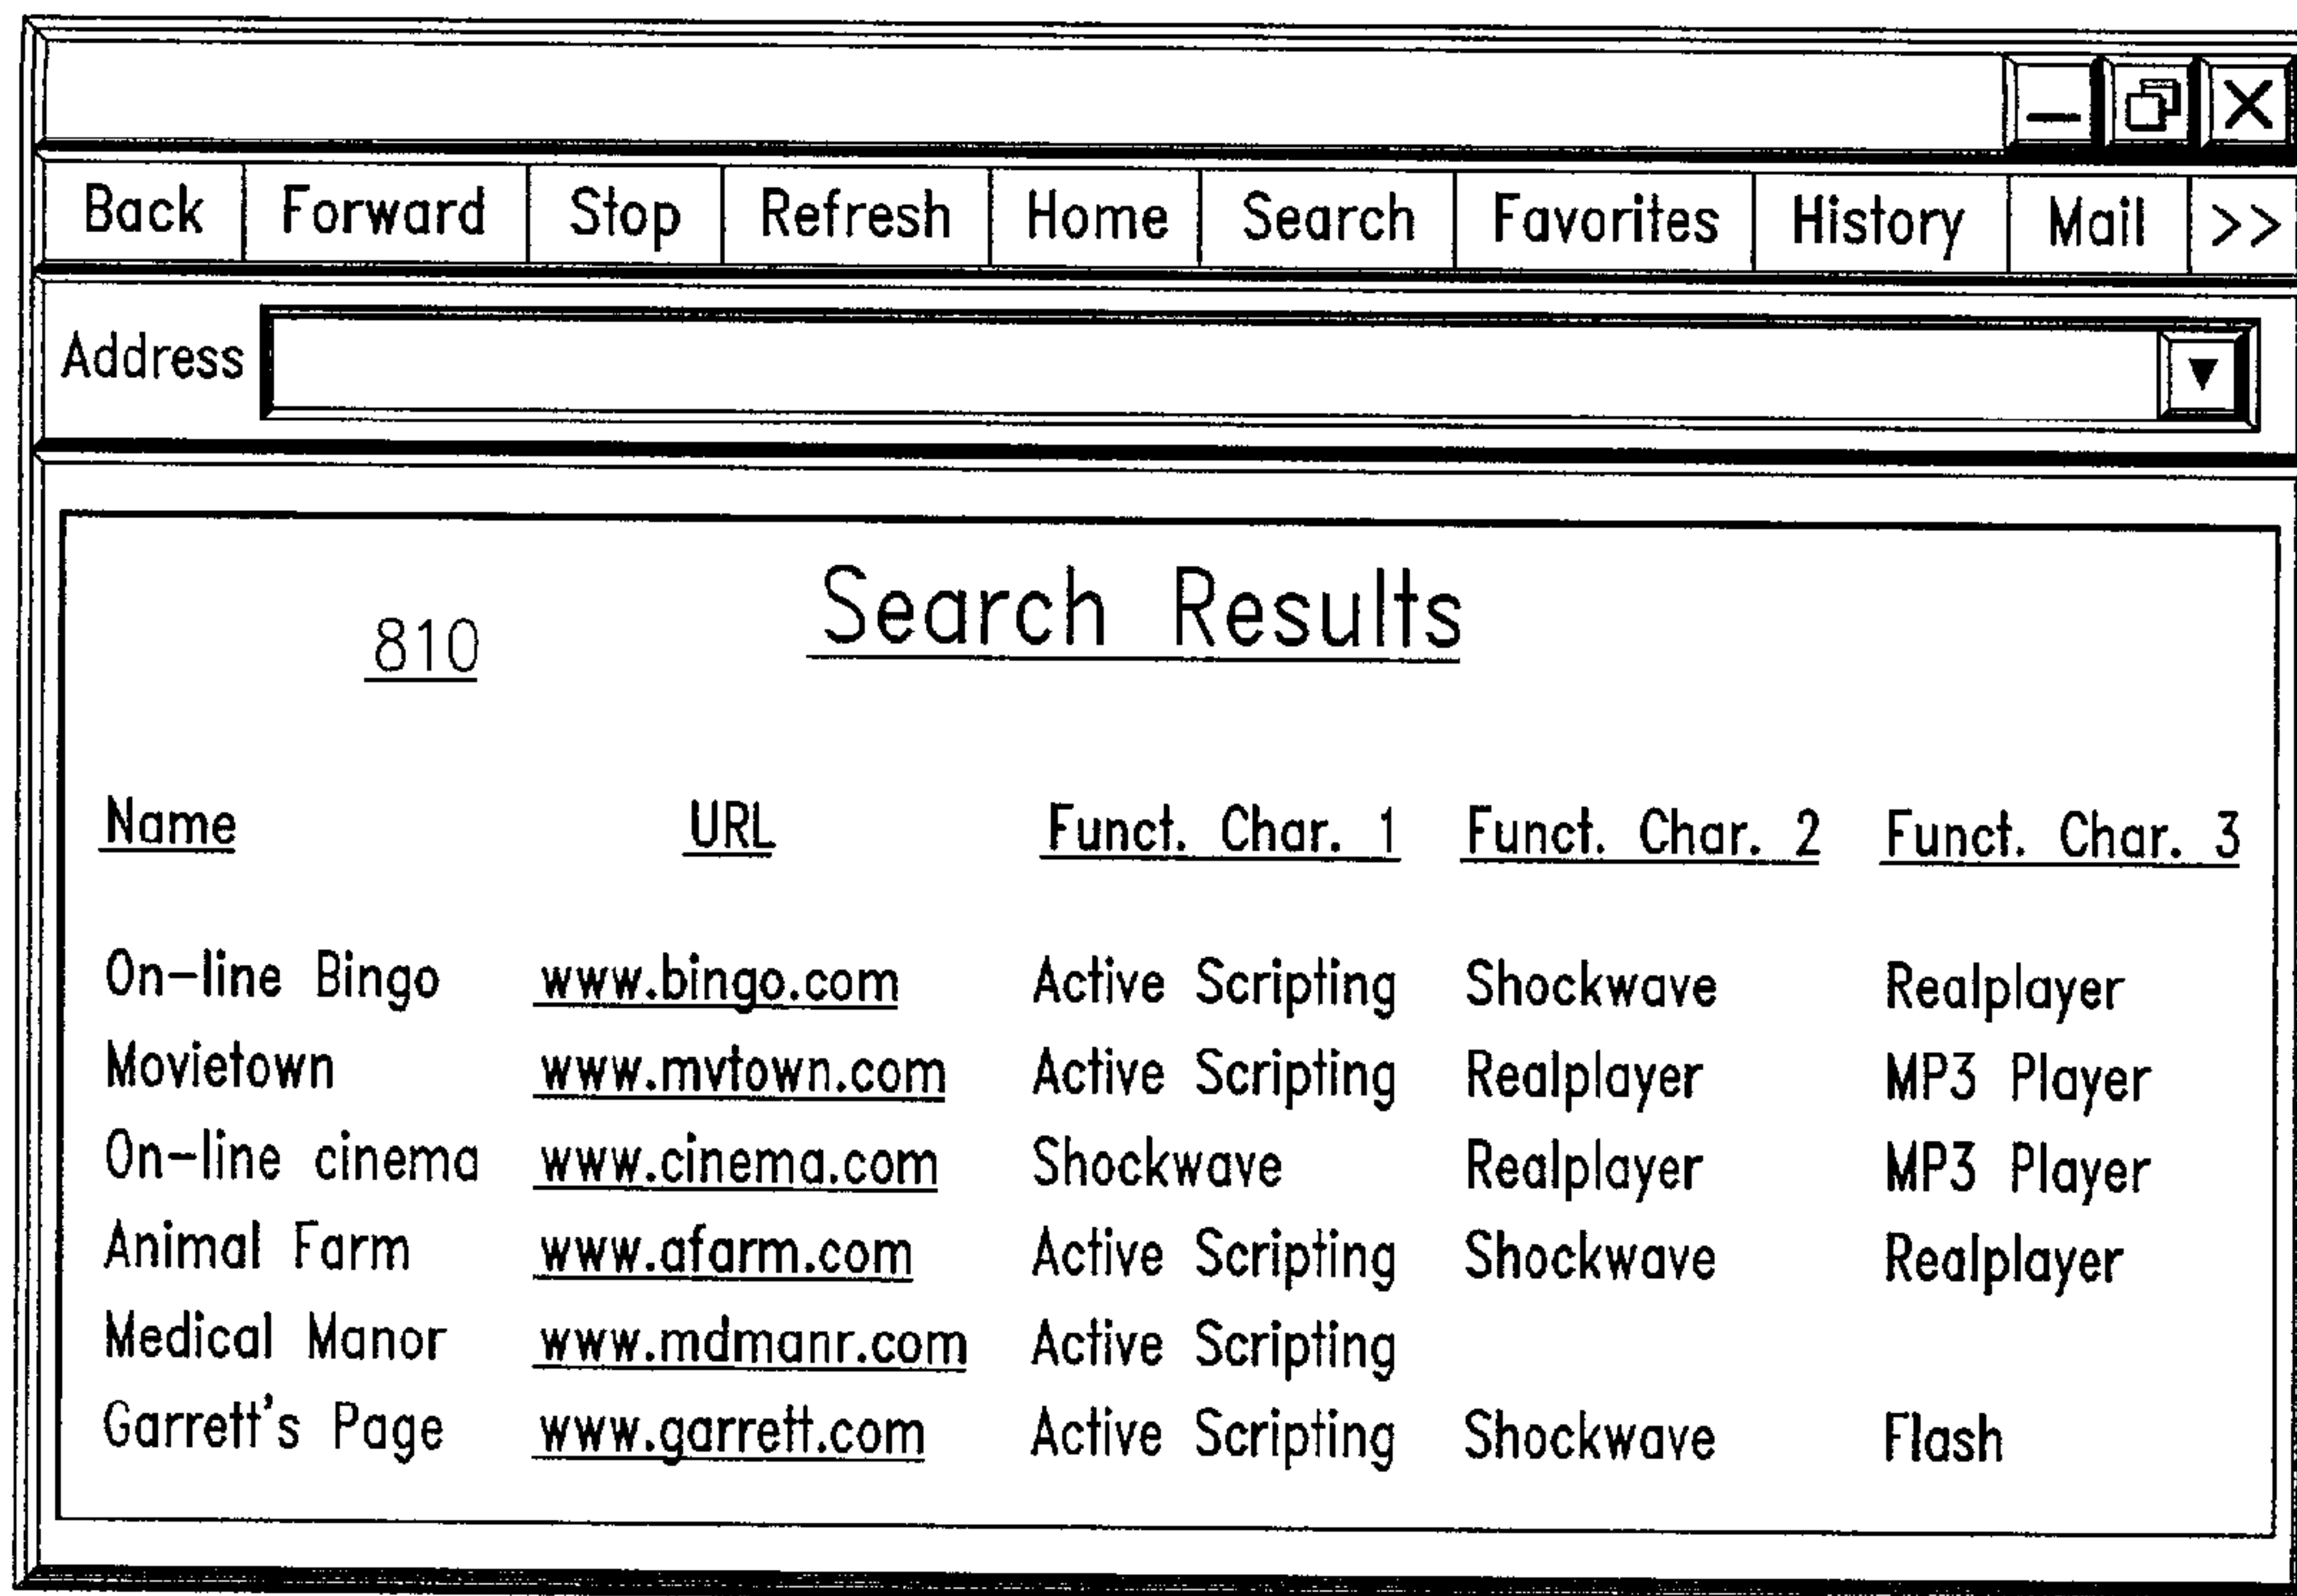 Back Forward Stop Refresh Home Search Favorites History Mail >>
Address
Search Results
810
Name URL Funct. Char. 1 Funct. Char. 2 Funct. Char. 3
On-line Bingo www.bingo.com Active Scripting Shockwave Realplayer
Movietown www.mvtown.com Active Scripting Realplayer MP3 Player
On-line cinema www.cinema.com Shockwave Realplayer MP3 Player
Animal Farm www.afarm.com Active Scripting Shockwave Realplayer
Medical Manor www.mdmanr.com Active Scripting
Garrett's Page www.garrett.com Active Scripting Shockwave Flash